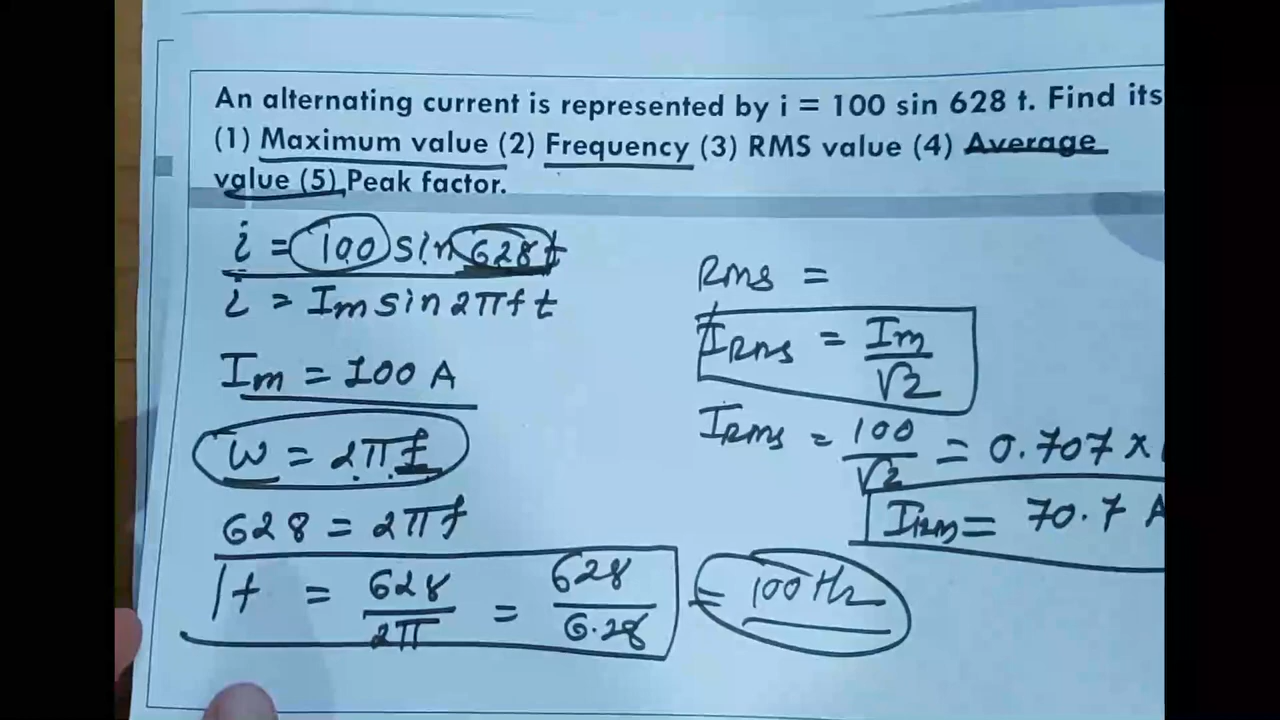 An alternating current is represented by i = 100 sin 628 t. Find its
(1) Maximum value (2) Frequency (3) RMS value (4) Average
value (5) Peak factor.
i = 100 sin 628 t
i = Im sin 2πft
Im = 100 A
w = 2πf
628 = 2πf
f = 628/2π = 628/6.28 = 100 Hz
Rms =
IRms = Im/√2
IRms = 100/√2 = 0.707 ×
IRm = 70.7 A